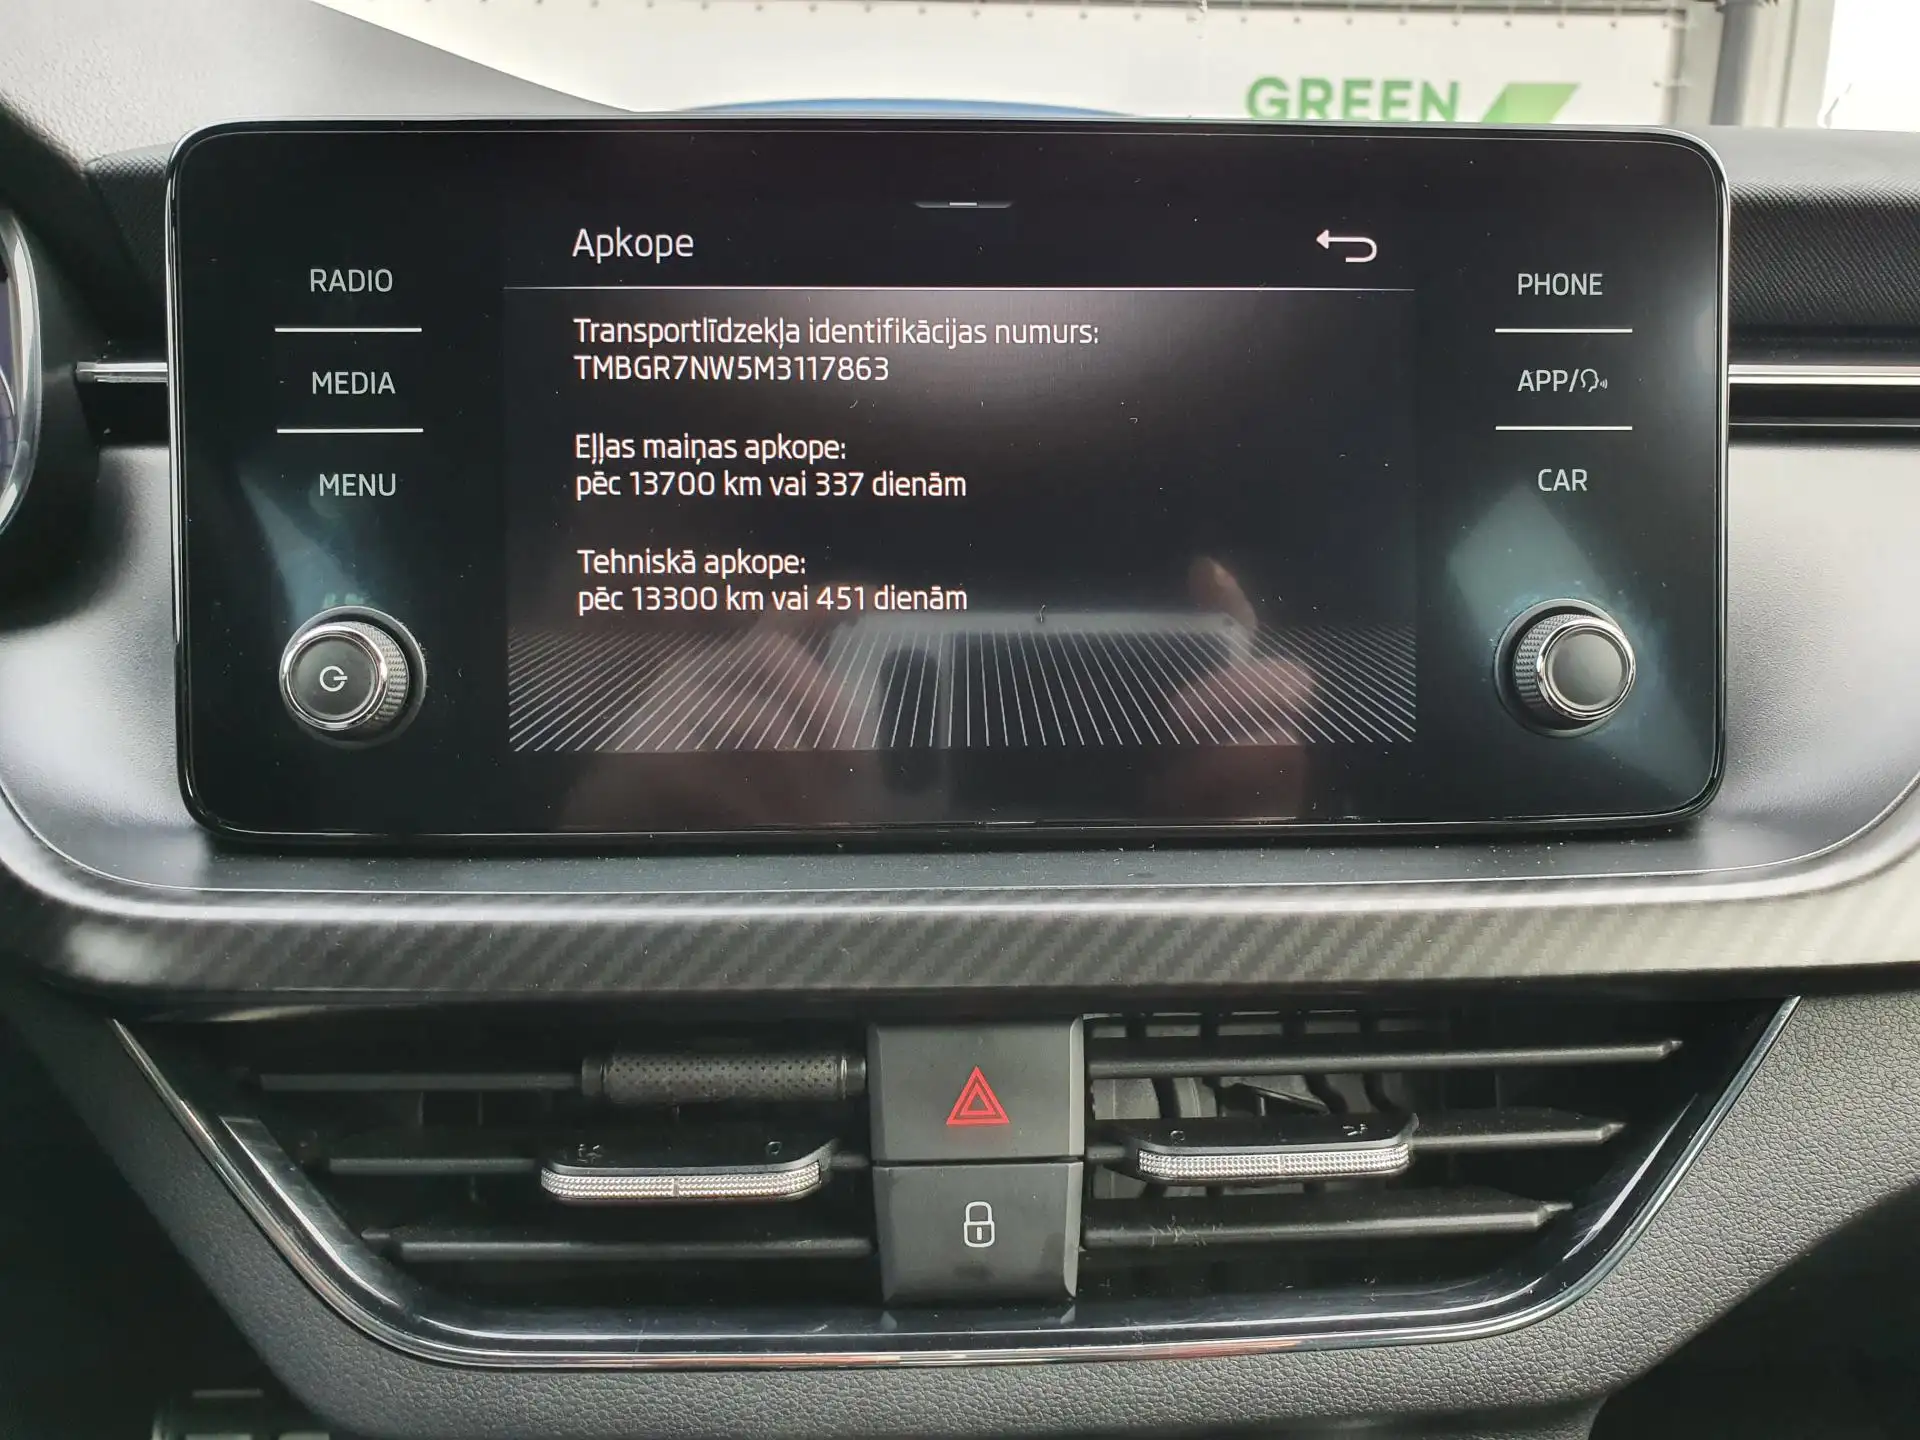 GREEN
Apkope
RADIO
MEDIA
MENU
Transportlīdzekļa identifikācijas numurs:
TMBGR7NW5M3117863
Eļļas maiņas apkope:
pēc 13700 km vai 337 dienām
Tehniskā apkope:
pēc 13300 km vai 451 dienām
PHONE
APP/
CAR